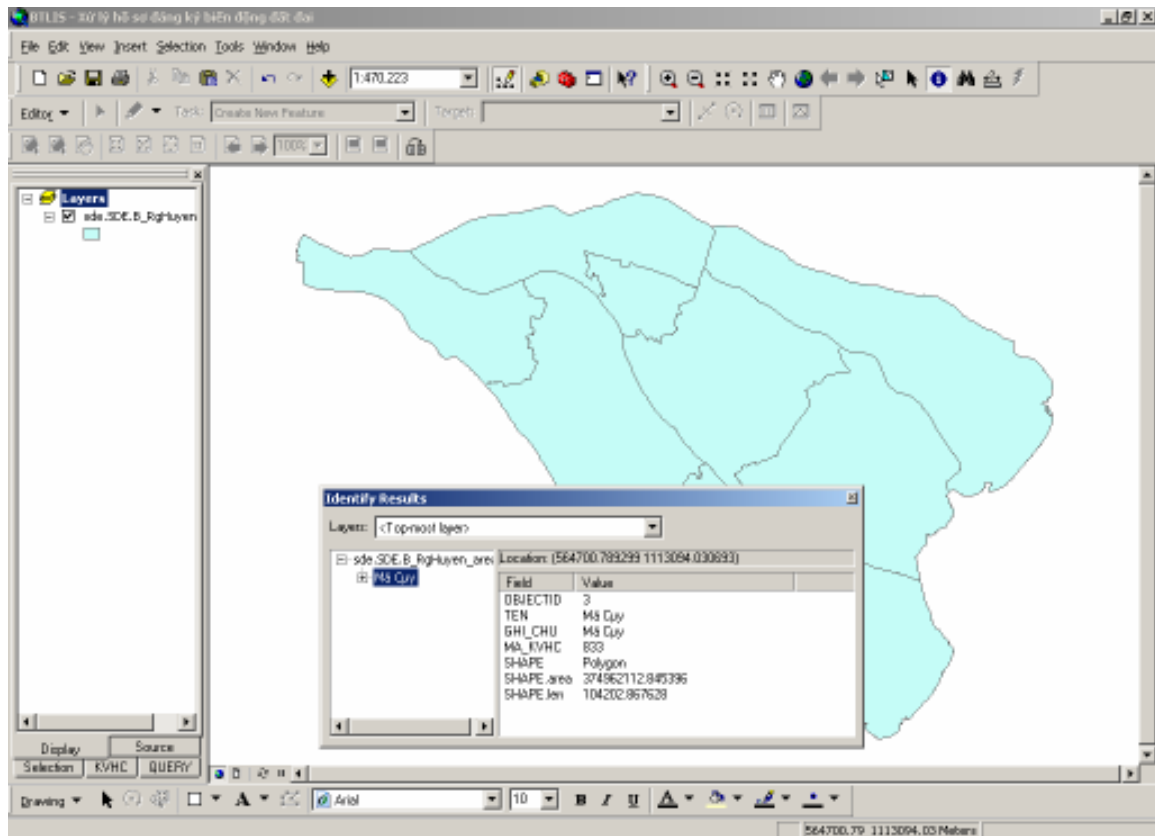 BTLIS - Xử lý hồ sơ đăng ký biến động đất đai
File Edit View Insert Selection Tools Window Help
1:470.223
Editor Task: Create New Feature Target:
100%
Layers
sde.SDE.B_RgHuyen
Identify Results
Layers: <Top-most layer>
sde.SDE.B_RgHuyen_area
Location: (564700.789299 1113094.030693)
Mỏ Cày
Field Value
OBJECTID 3
TEN Mỏ Cày
GHI_CHU Mỏ Cày
MA_KVHC 833
SHAPE Polygon
SHAPE.area 374962112.845396
SHAPE.len 104202.867628
Display Source
Selection KVHC QUERY
Drawing A Arial 10 B I U A
564700.79 1113094.03 Meters